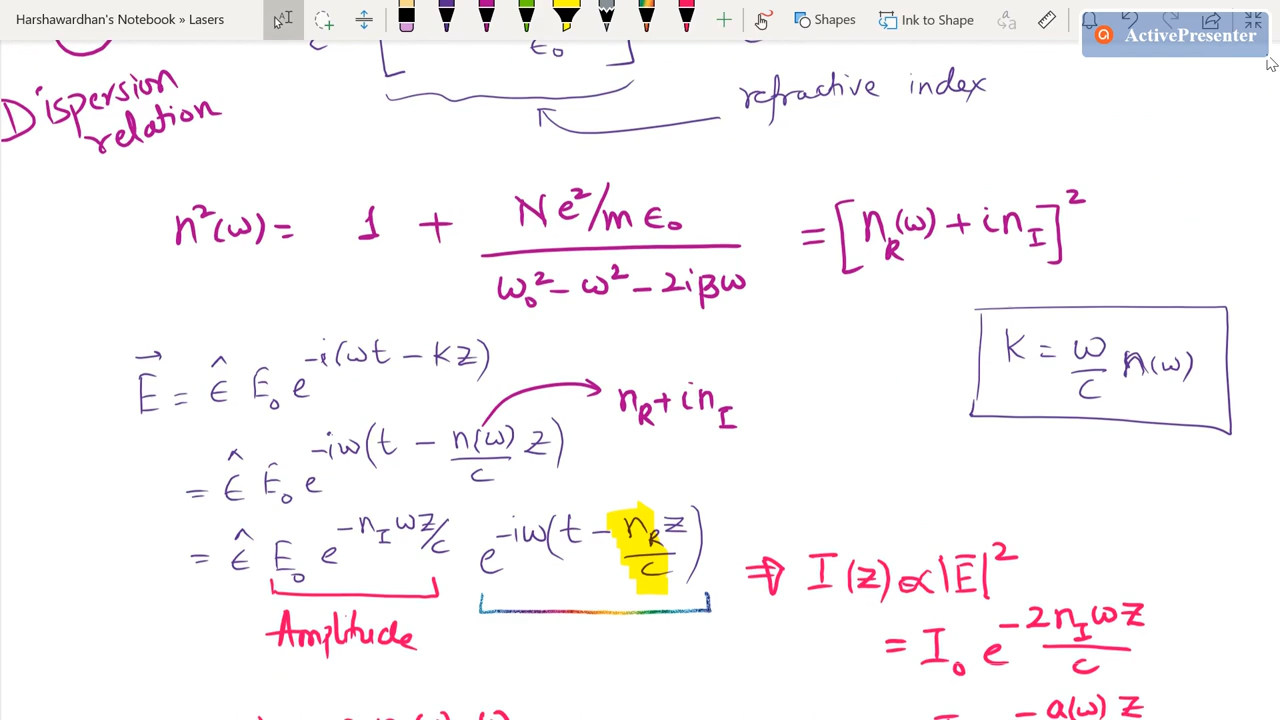 Harshawardhan's Notebook » Lasers
Shapes
Ink to Shape
ActivePresenter
c
ϵ₀
Dispersion
relation
refractive index
n²(ω) = 1 + (Ne²/mϵ₀)/(ω₀² - ω² - 2iβω) = [n_R(ω) + in_I]²
K = ω/c n(ω)
E⃗ = ϵ̂ E₀ e^{-i(ωt - kz)}
n_R + in_I
= ϵ̂ E₀ e^{-iω(t - n(ω)/c z)}
= ϵ̂ E₀ e^{-n_I ωz/c} e^{-iω(t - n_R z/c)}
⇒ I(z) ∝ |E̅|²
Amplitude
= I₀ e^{-2n_I ωz/c}
-a(ω) z